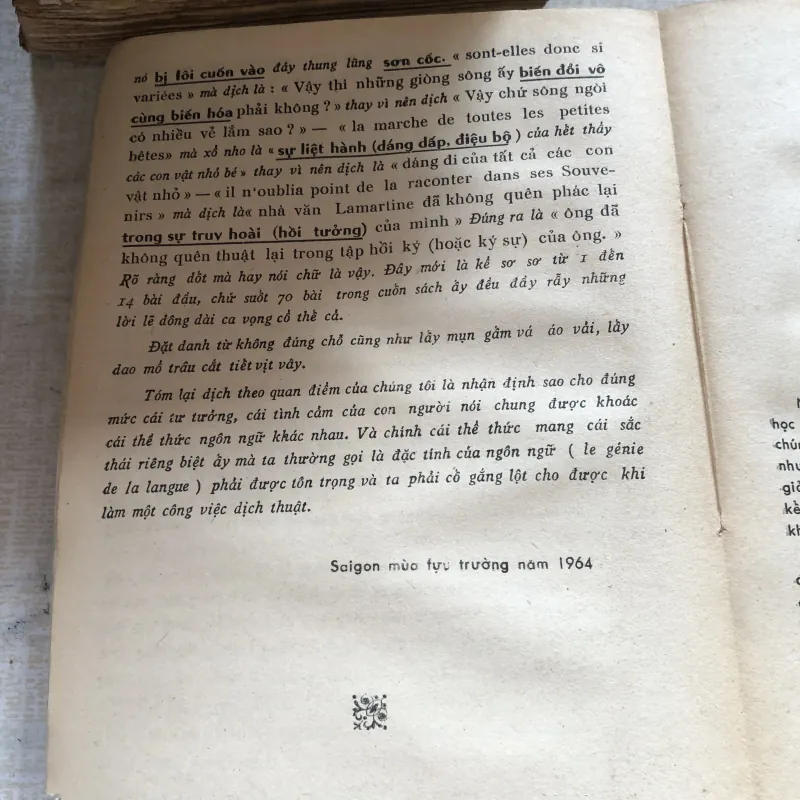 nó bị lôi cuốn vào đáy thung lũng sơn cốc. « sont-elles donc si
variées » mà dịch là : « Vậy thì những giòng sông ấy biến đổi vô
cùng biến hóa phải không ? » thay vì nên dịch « Vậy chứ sông ngòi
có nhiều vẻ lắm sao ? » — « la marche de toutes les petites
bêtes» mà xổ nho là « sự liệt hành (dáng dấp, điệu bộ) của hết thảy
các con vật nhỏ bé » thay vì nên dịch là « dáng đi của tất cả các con
vật nhỏ » — « il n'oublia point de la raconter dans ses Souve-
nirs » mà dịch là« nhà văn Lamartine đã không quên phác lại
trong sự truy hoài (hồi tưởng) của mình » Đúng ra là « ông đã
không quên thuật lại trong tập hồi ký (hoặc ký sự) của ông. »
Rõ ràng dốt mà hay nói chữ là vậy. Đây mới là kể sơ sơ từ 1 đến
14 bài đầu, chứ suốt 70 bài trong cuốn sách ấy đều đầy rẫy những
lời lẽ dông dài ca vọng cổ thế cả.
Đặt danh từ không đúng chỗ cũng như lấy mụn gấm vá áo vải, lấy
dao mổ trâu cắt tiết vịt vậy.
Tóm lại dịch theo quan điểm của chúng tôi là nhận định sao cho đúng
mức cái tư tưởng, cái tình cảm của con người nói chung được khoác
cái thể thức ngôn ngữ khác nhau. Và chính cái thể thức mang cái sắc
thái riêng biệt ấy mà ta thường gọi là đặc tính của ngôn ngữ ( le génie
de la langue ) phải được tôn trọng và ta phải cố gắng lột cho được khi
làm một công việc dịch thuật.
Saigon mùa tựu trường năm 1964
học
chún
như
giả
kề
kh